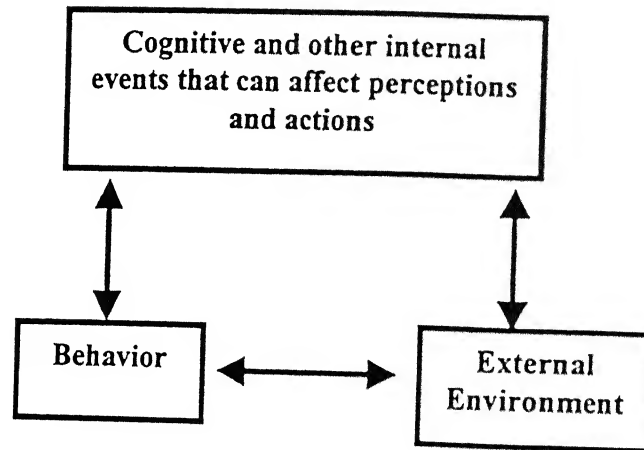 Cognitive and other internal
events that can affect perceptions
and actions
Behavior
External
Environment